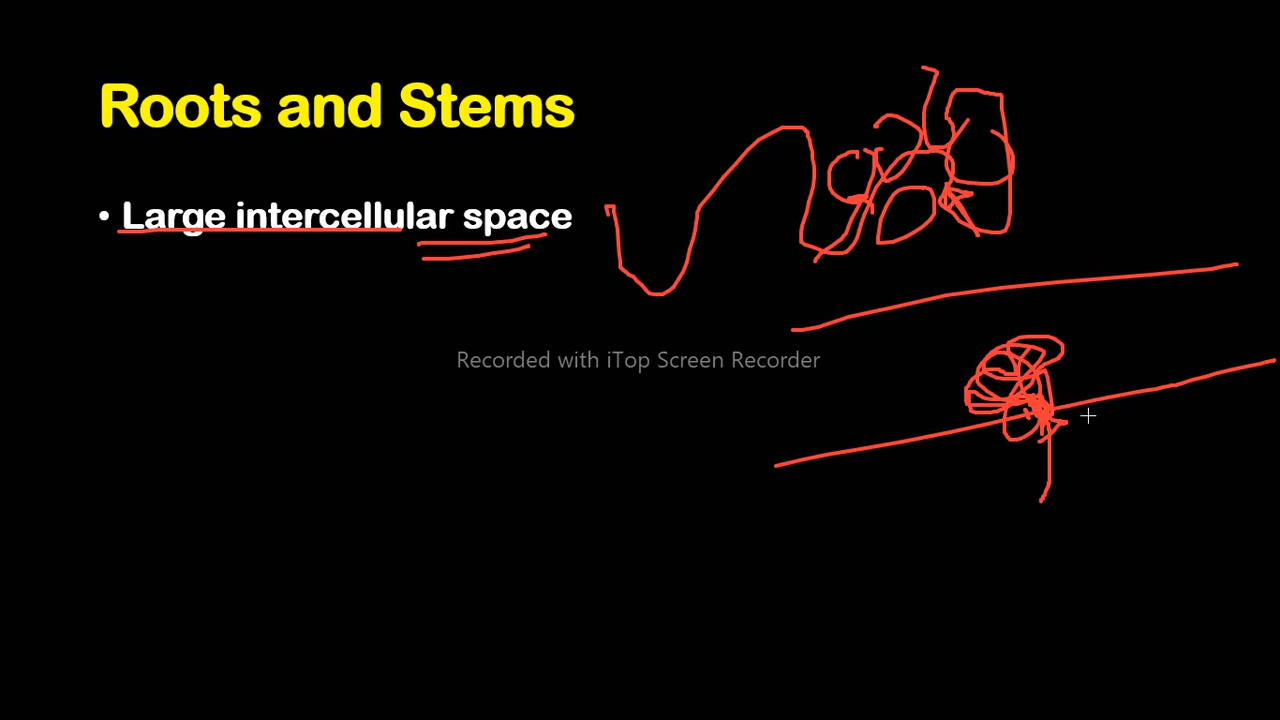 Roots and Stems
• Large intercellular space
Recorded with iTop Screen Recorder